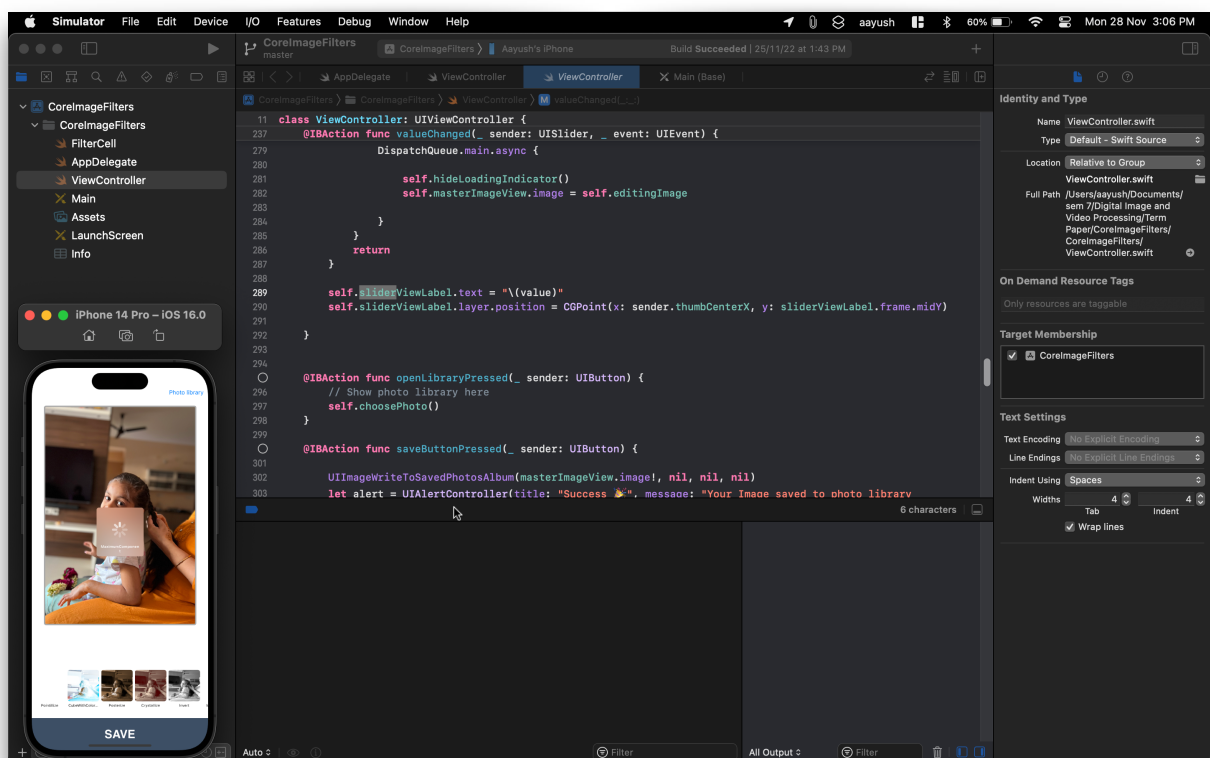 Simulator File Edit Device I/O Features Debug Window Help
aayush 60% Mon 28 Nov 3:06 PM
CoreImageFilters
master
CoreImageFilters 〉 Aayush's iPhone
Build Succeeded | 25/11/22 at 1:43 PM
AppDelegate ViewController ViewController Main (Base)
CoreImageFilters 〉 CoreImageFilters 〉 ViewController 〉 M valueChanged(_:_:)
CoreImageFilters
CoreImageFilters
FilterCell
AppDelegate
ViewController
Main
Assets
LaunchScreen
Info
11 class ViewController: UIViewController {
237 @IBAction func valueChanged(_ sender: UISlider, _ event: UIEvent) {
279 DispatchQueue.main.async {
280
281 self.hideLoadingIndicator()
282 self.masterImageView.image = self.editingImage
283
284 }
285 }
286 return
287 }
288
289 self.sliderViewLabel.text = "\(value)"
290 self.sliderViewLabel.layer.position = CGPoint(x: sender.thumbCenterX, y: sliderViewLabel.frame.midY)
291
292 }
293
294
@IBAction func openLibraryPressed(_ sender: UIButton) {
296 // Show photo library here
297 self.choosePhoto()
298 }
299
@IBAction func saveButtonPressed(_ sender: UIButton) {
301
302 UIImageWriteToSavedPhotosAlbum(masterImageView.image!, nil, nil, nil)
303 let alert = UIAlertController(title: "Success 🎉", message: "Your Image saved to photo library
6 characters
Auto
Filter
All Output
Filter
iPhone 14 Pro – iOS 16.0
Photo library
Posterize Crystallize Invert
SAVE
Identity and Type
Name ViewController.swift
Type Default - Swift Source
Location Relative to Group
ViewController.swift
Full Path /Users/aayush/Documents/
sem 7/Digital Image and
Video Processing/Term
Paper/CoreImageFilters/
CoreImageFilters/
ViewController.swift
On Demand Resource Tags
Only resources are taggable
Target Membership
CoreImageFilters
Text Settings
Text Encoding No Explicit Encoding
Line Endings No Explicit Line Endings
Indent Using Spaces
Widths 4 4
Tab Indent
Wrap lines